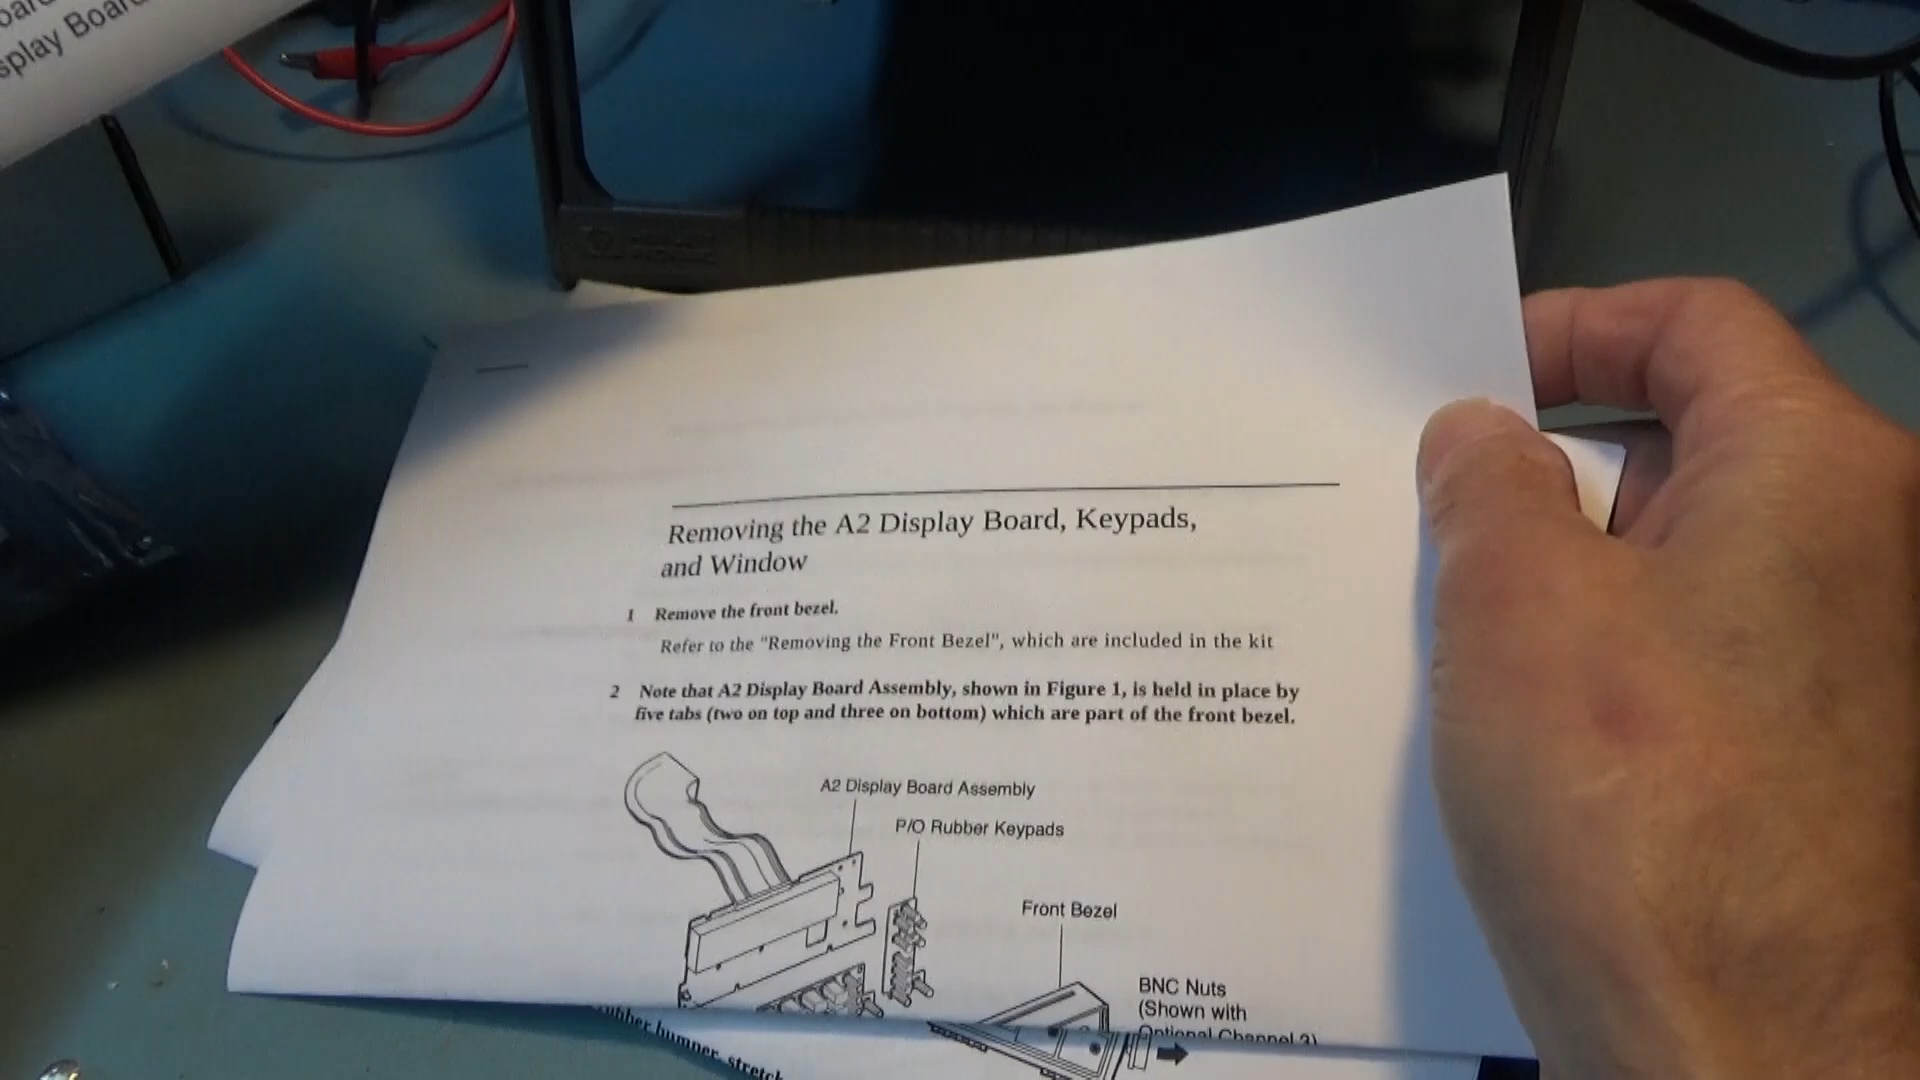 splay Board
Removing the A2 Display Board, Keypads,
and Window
1 Remove the front bezel.
Refer to the "Removing the Front Bezel", which are included in the kit
2 Note that A2 Display Board Assembly, shown in Figure 1, is held in place by
five tabs (two on top and three on bottom) which are part of the front bezel.
A2 Display Board Assembly
P/O Rubber Keypads
Front Bezel
BNC Nuts
(Shown with
Optional Channel 3)
bumper, stretch